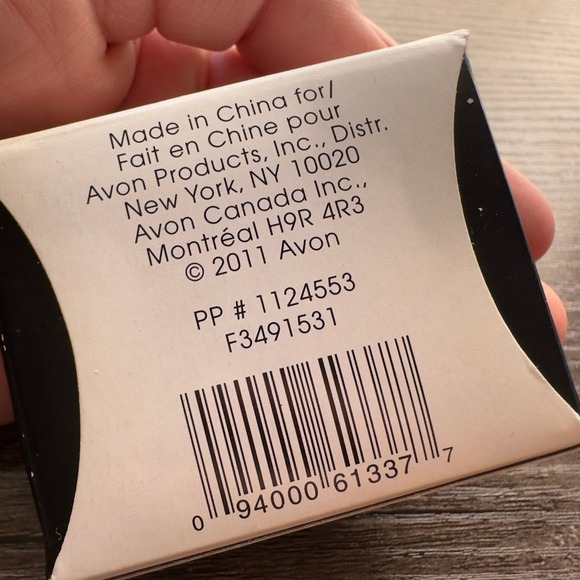 Made in China for/
Fait en Chine pour
Avon Products, Inc., Distr.
New York, NY 10020
Avon Canada Inc.,
Montréal H9R 4R3
© 2011 Avon
PP # 1124553
F3491531
0 94000 61337 7